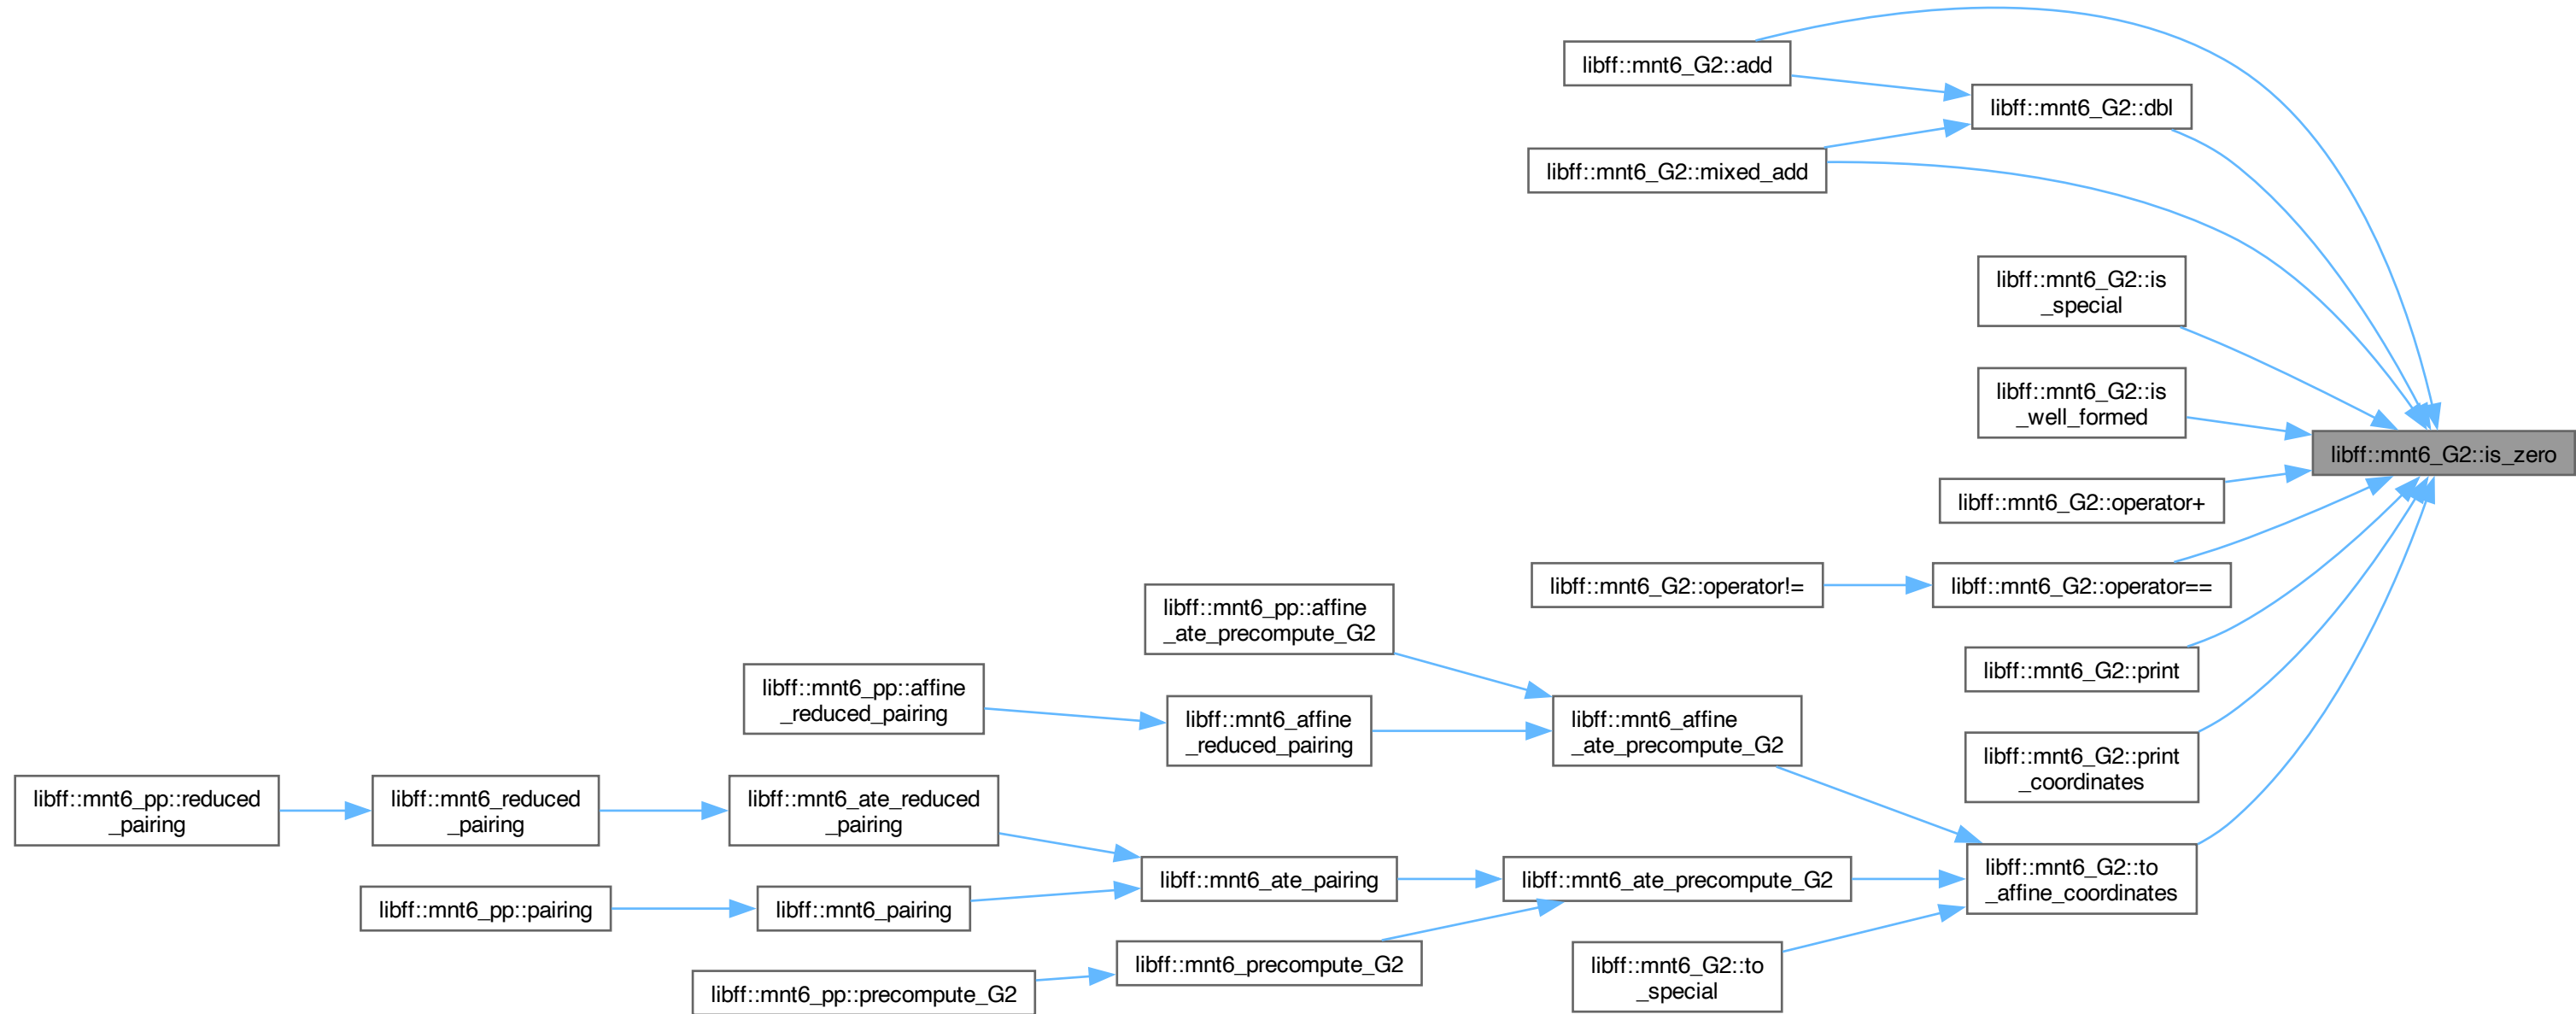 libff::mnt6_G2::add
libff::mnt6_G2::dbl
libff::mnt6_G2::mixed_add
libff::mnt6_G2::is
_special
libff::mnt6_G2::is
_well_formed
libff::mnt6_G2::is_zero
libff::mnt6_G2::operator+
libff::mnt6_G2::operator!=
libff::mnt6_G2::operator==
libff::mnt6_pp::affine
_ate_precompute_G2
libff::mnt6_G2::print
libff::mnt6_pp::affine
_reduced_pairing
libff::mnt6_affine
_reduced_pairing
libff::mnt6_affine
_ate_precompute_G2
libff::mnt6_G2::print
_coordinates
libff::mnt6_pp::reduced
_pairing
libff::mnt6_reduced
_pairing
libff::mnt6_ate_reduced
_pairing
libff::mnt6_ate_pairing
libff::mnt6_ate_precompute_G2
libff::mnt6_G2::to
_affine_coordinates
libff::mnt6_pp::pairing
libff::mnt6_pairing
libff::mnt6_precompute_G2
libff::mnt6_G2::to
_special
libff::mnt6_pp::precompute_G2